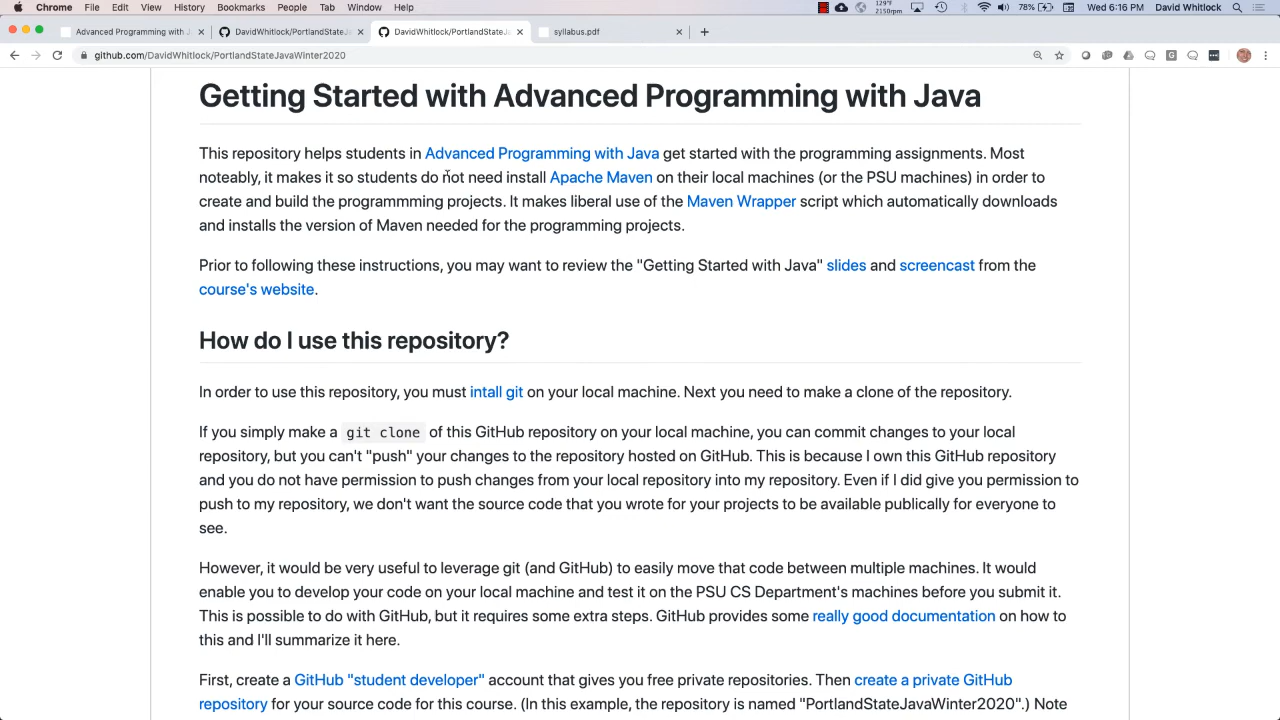 Chrome File Edit View History Bookmarks People Tab Window Help 129°F 2150rpm 78% Wed 6:16 PM David Whitlock
Advanced Programming with J DavidWhitlock/PortlandStateJa DavidWhitlock/PortlandStateJa syllabus.pdf
github.com/DavidWhitlock/PortlandStateJavaWinter2020
Getting Started with Advanced Programming with Java
This repository helps students in Advanced Programming with Java get started with the programming assignments. Most
noteably, it makes it so students do not need install Apache Maven on their local machines (or the PSU machines) in order to
create and build the programmming projects. It makes liberal use of the Maven Wrapper script which automatically downloads
and installs the version of Maven needed for the programming projects.
Prior to following these instructions, you may want to review the "Getting Started with Java" slides and screencast from the
course's website.
How do I use this repository?
In order to use this repository, you must intall git on your local machine. Next you need to make a clone of the repository.
If you simply make a git clone of this GitHub repository on your local machine, you can commit changes to your local
repository, but you can't "push" your changes to the repository hosted on GitHub. This is because I own this GitHub repository
and you do not have permission to push changes from your local repository into my repository. Even if I did give you permission to
push to my repository, we don't want the source code that you wrote for your projects to be available publically for everyone to
see.
However, it would be very useful to leverage git (and GitHub) to easily move that code between multiple machines. It would
enable you to develop your code on your local machine and test it on the PSU CS Department's machines before you submit it.
This is possible to do with GitHub, but it requires some extra steps. GitHub provides some really good documentation on how to
this and I'll summarize it here.
First, create a GitHub "student developer" account that gives you free private repositories. Then create a private GitHub
repository for your source code for this course. (In this example, the repository is named "PortlandStateJavaWinter2020".) Note